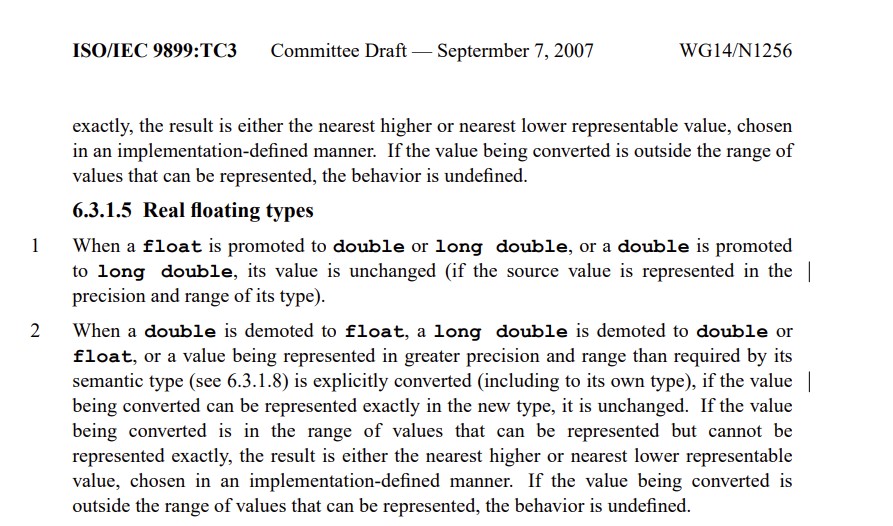 ISO/IEC 9899:TC3 Committee Draft — Septermber 7, 2007 WG14/N1256
exactly, the result is either the nearest higher or nearest lower representable value, chosen
in an implementation-defined manner. If the value being converted is outside the range of
values that can be represented, the behavior is undefined.
6.3.1.5 Real floating types
1 When a float is promoted to double or long double, or a double is promoted
to long double, its value is unchanged (if the source value is represented in the |
precision and range of its type).
2 When a double is demoted to float, a long double is demoted to double or
float, or a value being represented in greater precision and range than required by its
semantic type (see 6.3.1.8) is explicitly converted (including to its own type), if the value |
being converted can be represented exactly in the new type, it is unchanged. If the value
being converted is in the range of values that can be represented but cannot be
represented exactly, the result is either the nearest higher or nearest lower representable
value, chosen in an implementation-defined manner. If the value being converted is
outside the range of values that can be represented, the behavior is undefined.